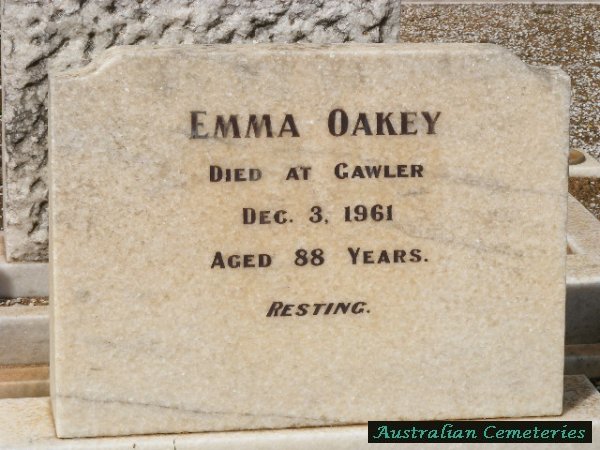 EMMA OAKEY
DIED AT GAWLER
DEC. 3, 1961
AGED 88 YEARS.
RESTING.
Australian Cemeteries